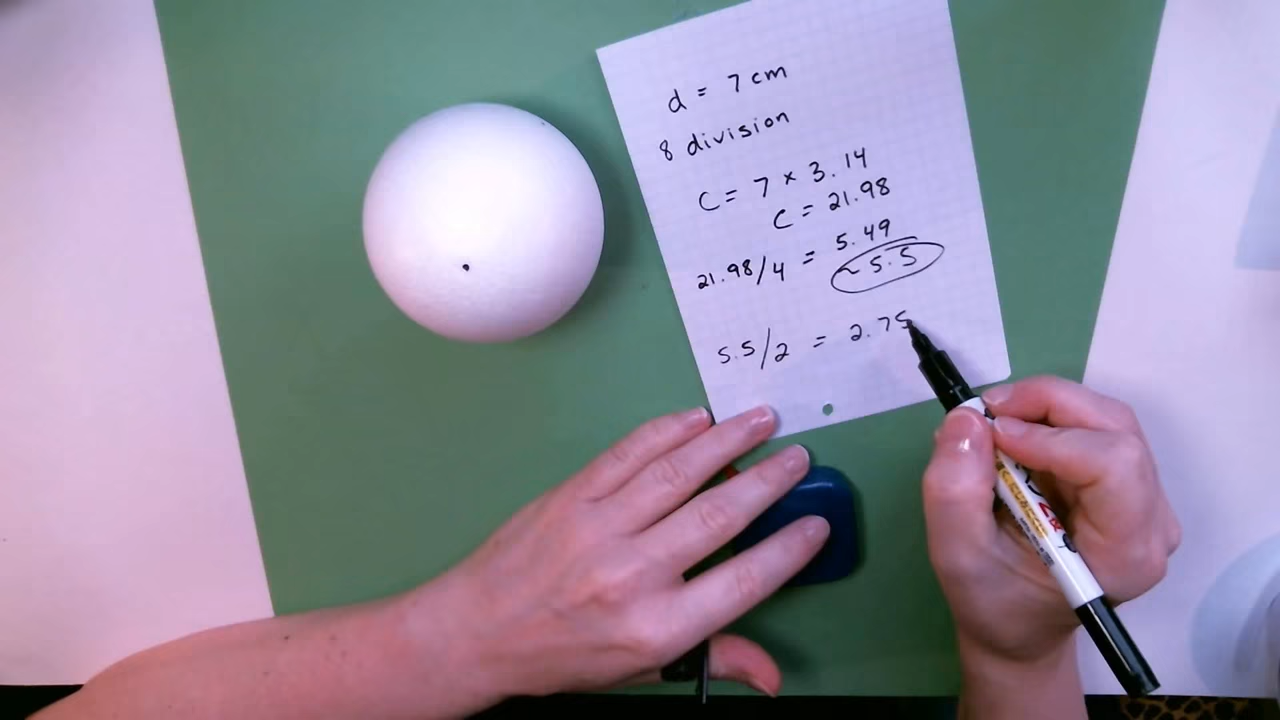 d = 7 cm
8 division
C = 7 × 3.14
C = 21.98
21.98/4 = 5.49
~5.5
5.5/2 = 2.75